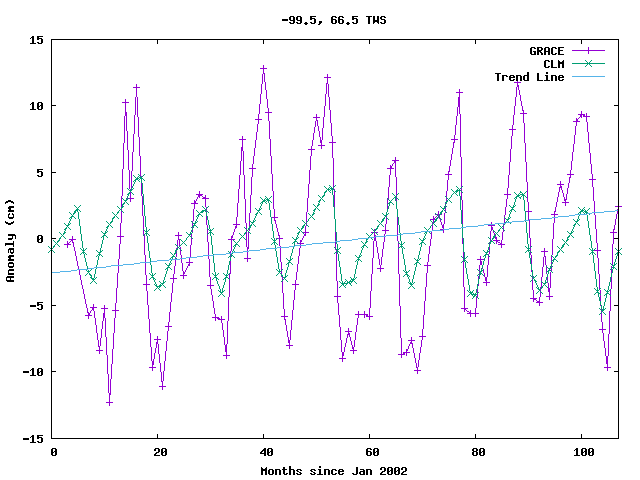 -99.5, 66.5 TWS
GRACE
CLM
Trend Line
15
10
5
0
-5
-10
-15
Anomaly (cm)
0 20 40 60 80 100
Months since Jan 2002